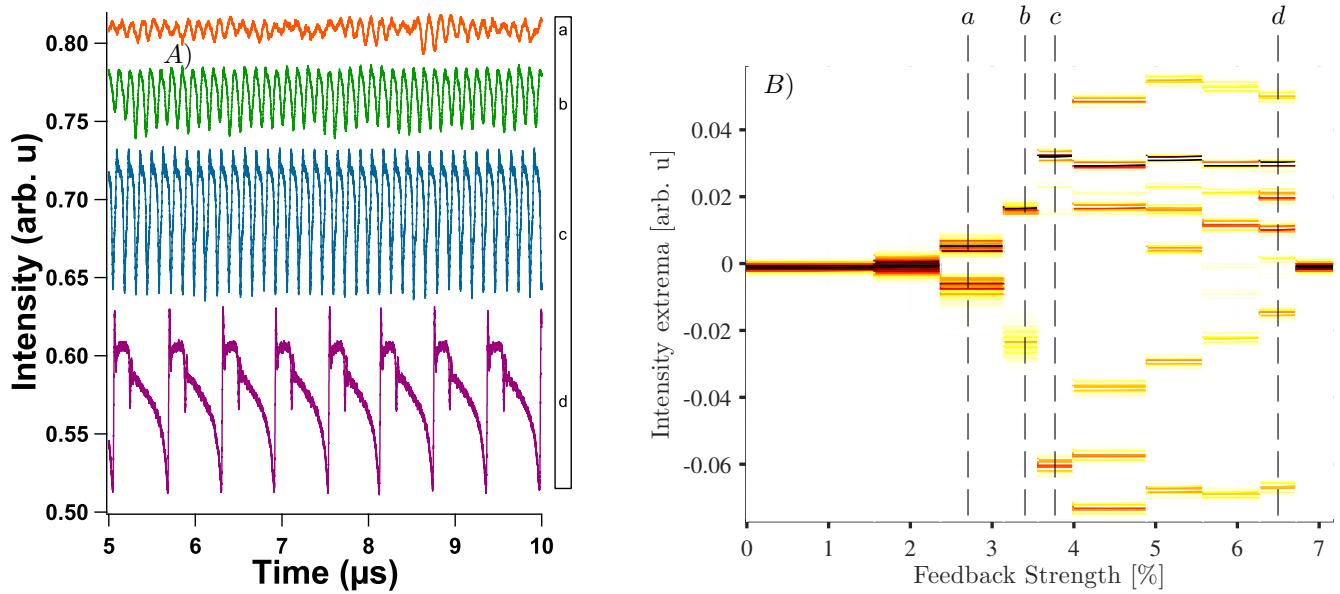 A)
0.80
0.75
0.70
0.65
0.60
0.55
0.50
Intensity (arb. u)
5 6 7 8 9 10
Time (µs)
a
b
c
d
B)
a b c d
0.04
0.02
0
-0.02
-0.04
-0.06
Intensity extrema [arb. u]
0 1 2 3 4 5 6 7
Feedback Strength [%]